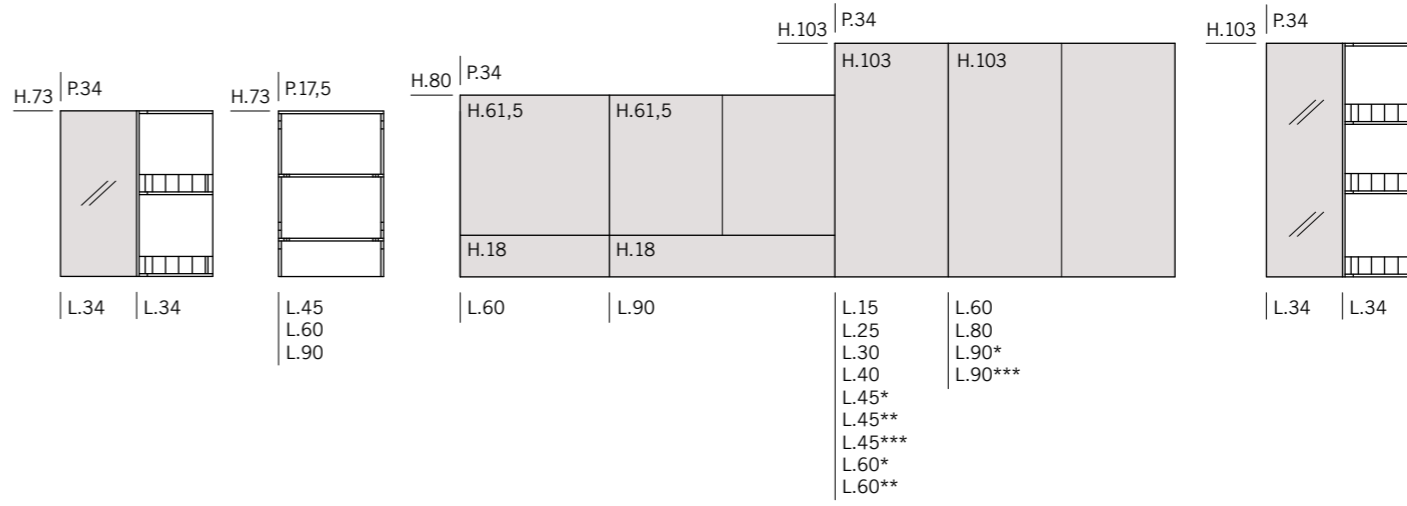 H.73
P.34
L.34
L.34
H.73
P.17,5
L.45
L.60
L.90
H.80
P.34
H.61,5
H.61,5
H.18
H.18
L.60
L.90
H.103
P.34
H.103
H.103
L.15
L.25
L.30
L.40
L.45*
L.45**
L.45***
L.60*
L.60**
L.60
L.80
L.90*
L.90***
H.103
P.34
L.34
L.34